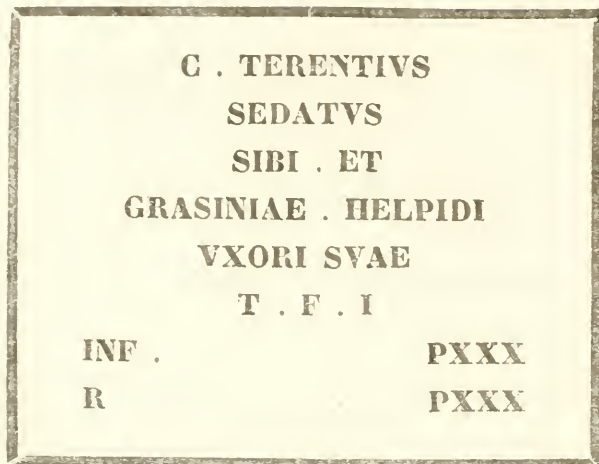 C . TERENTIVS
SEDATVS
SIBI . ET
GRASINIAE . HELPIDI
VXORI SVAE
T . F . I
INF . PXXX
R PXXX